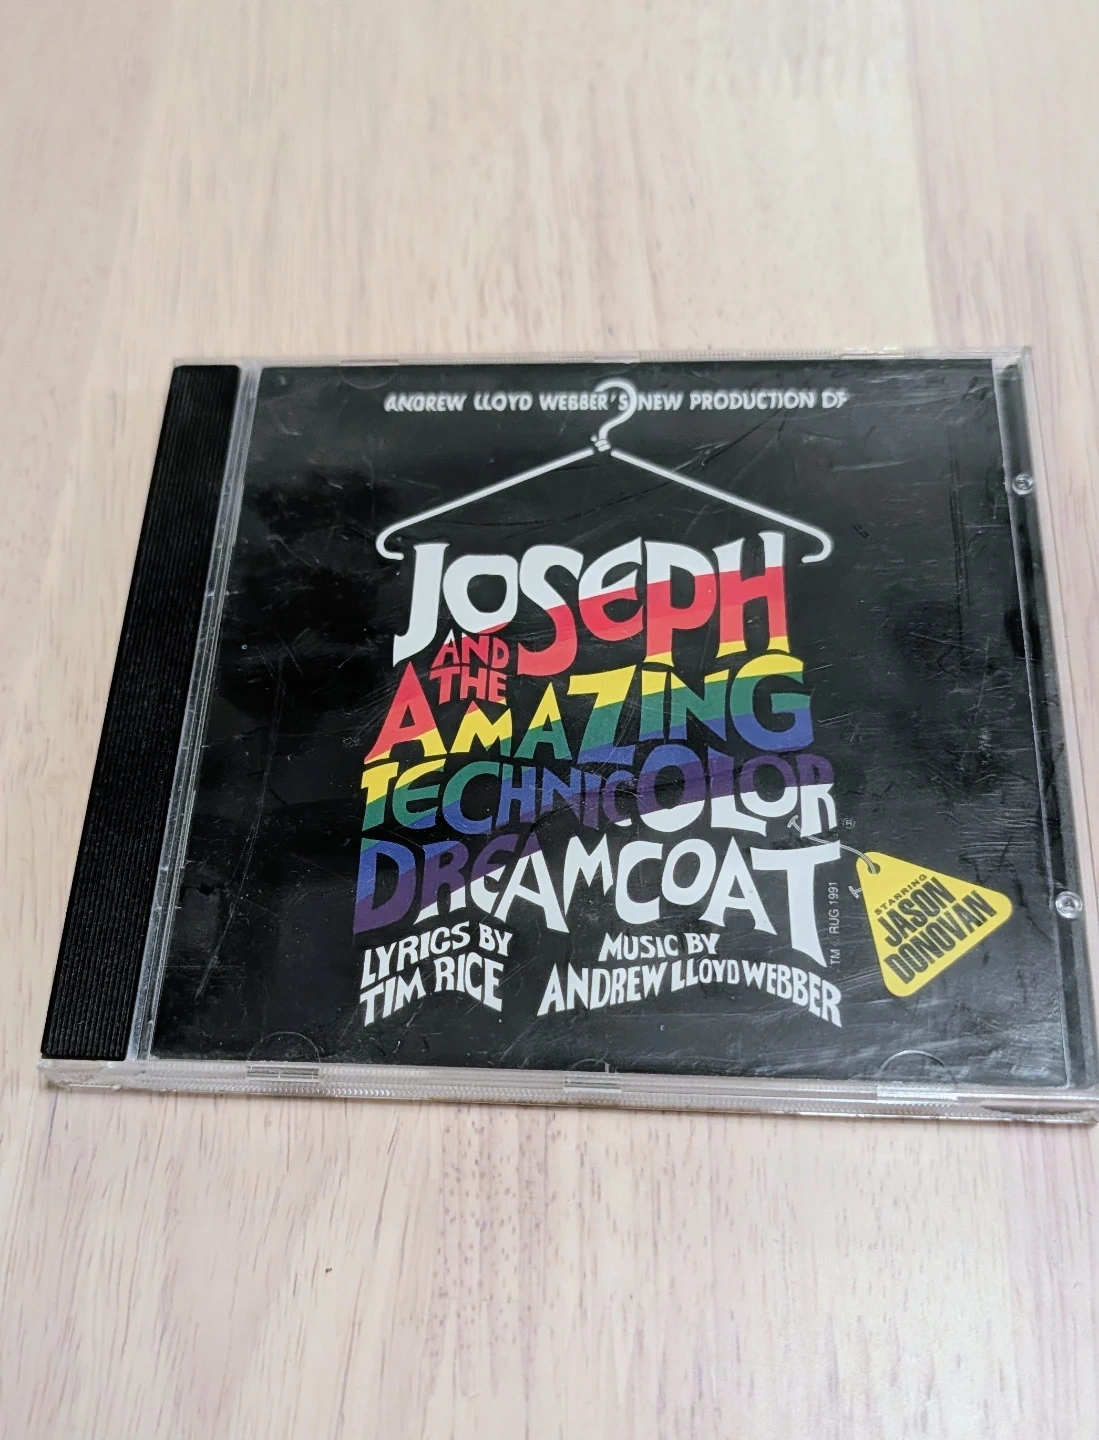 ANDREW LLOYD WEBBER'S NEW PRODUCTION OF
JOSEPH
AND
THE
AMAZING
TECHNICOLOR
DREAMCOAT
®
STARRING
JASON
DONOVAN
TM RUG 1991
LYRICS BY
TIM RICE
MUSIC BY
ANDREW LLOYD WEBBER